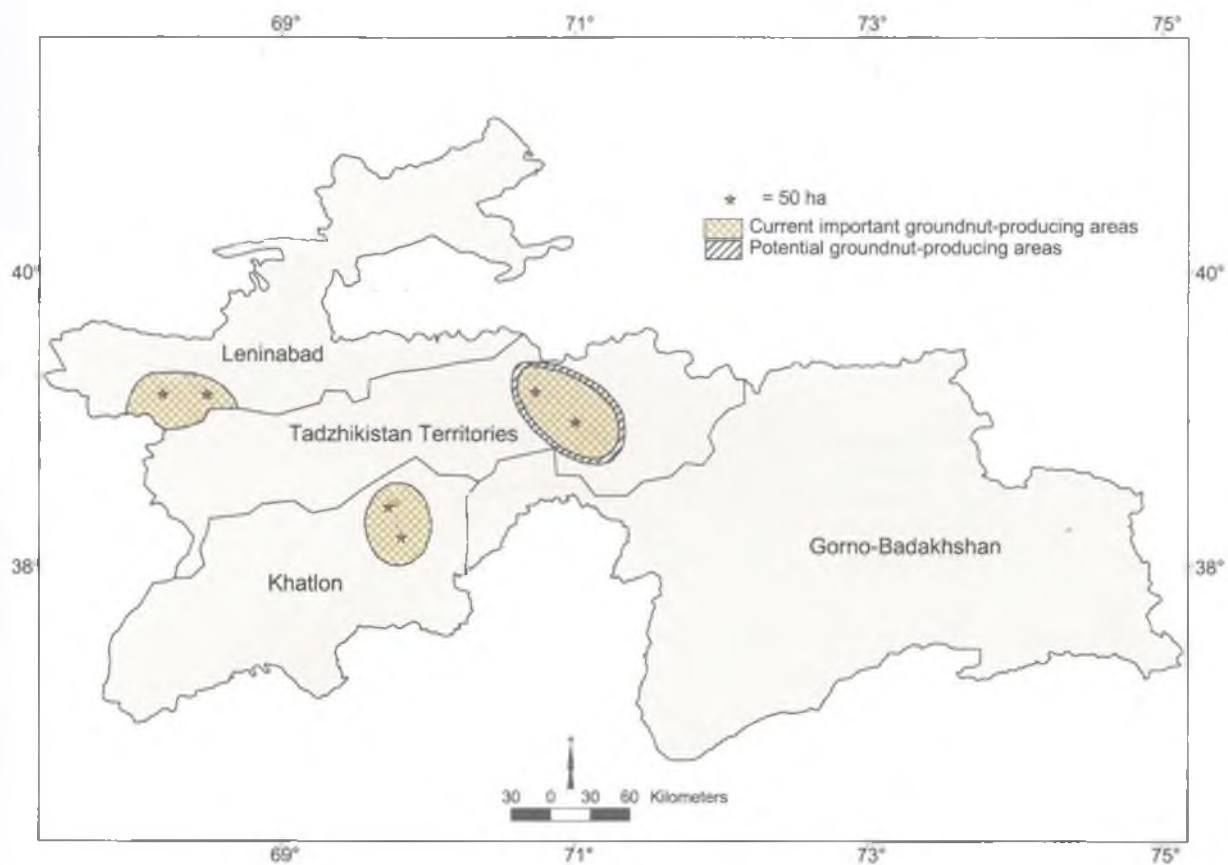 69° 71° 73° 75°
= 50 ha
Current important groundnut-producing areas
Potential groundnut-producing areas
40° 40°
Leninabad
Tadzhikistan Territories
Gorno-Badakhshan
38° 38°
Khatlon
30 0 30 60 Kilometers
69° 71° 73° 75°